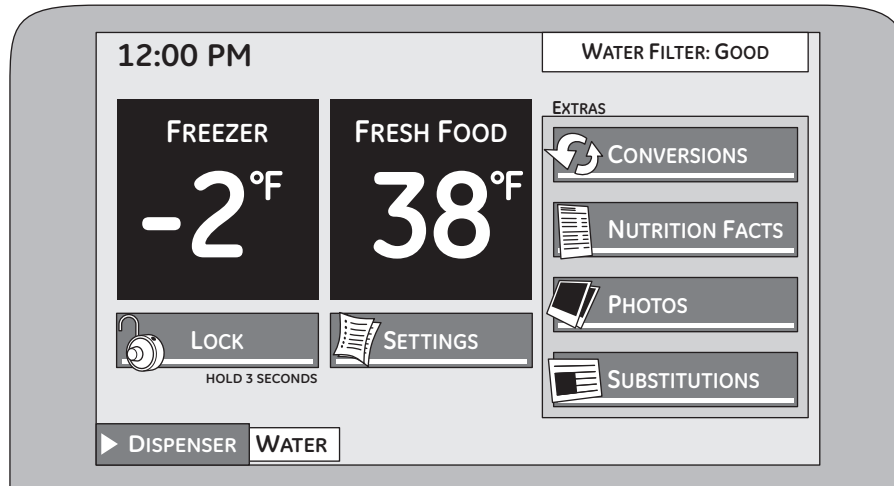 12:00 PM
WATER FILTER: GOOD
FREEZER
-2°F
FRESH FOOD
38°F
EXTRAS
CONVERSIONS
NUTRITION FACTS
PHOTOS
SUBSTITUTIONS
LOCK
HOLD 3 SECONDS
SETTINGS
DISPENSER WATER